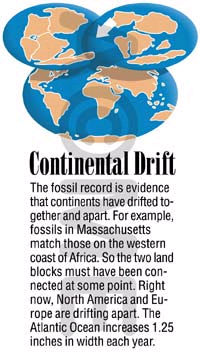 Continental Drift
The fossil record is evidence
that continents have drifted to-
gether and apart. For example,
fossils in Massachusetts
match those on the western
coast of Africa. So the two land
blocks must have been con-
nected at some point. Right
now, North America and Eu-
rope are drifting apart. The
Atlantic Ocean increases 1.25
inches in width each year.